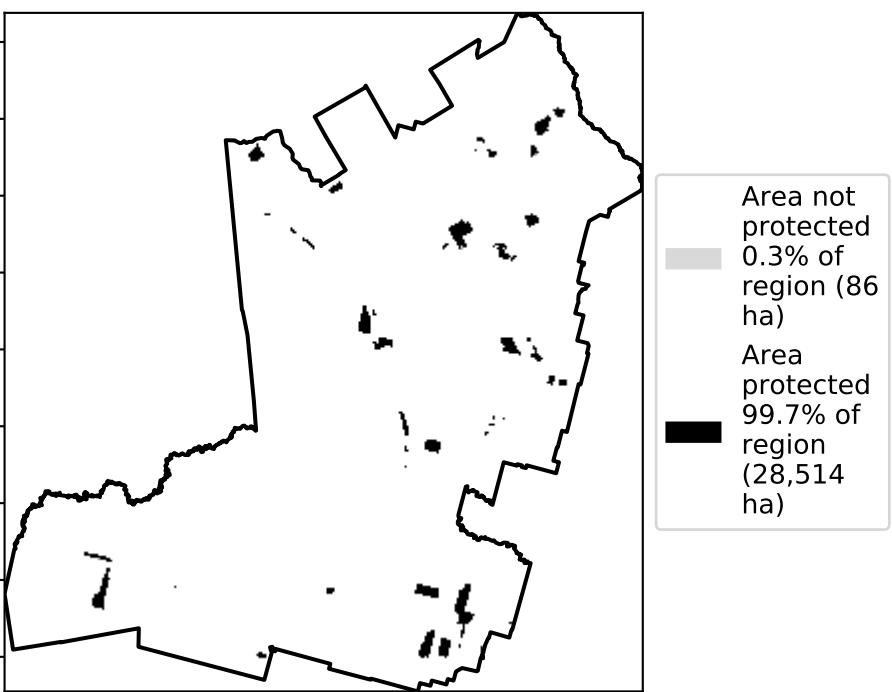 Area not
protected
0.3% of
region (86
ha)
Area
protected
99.7% of
region
(28,514
ha)